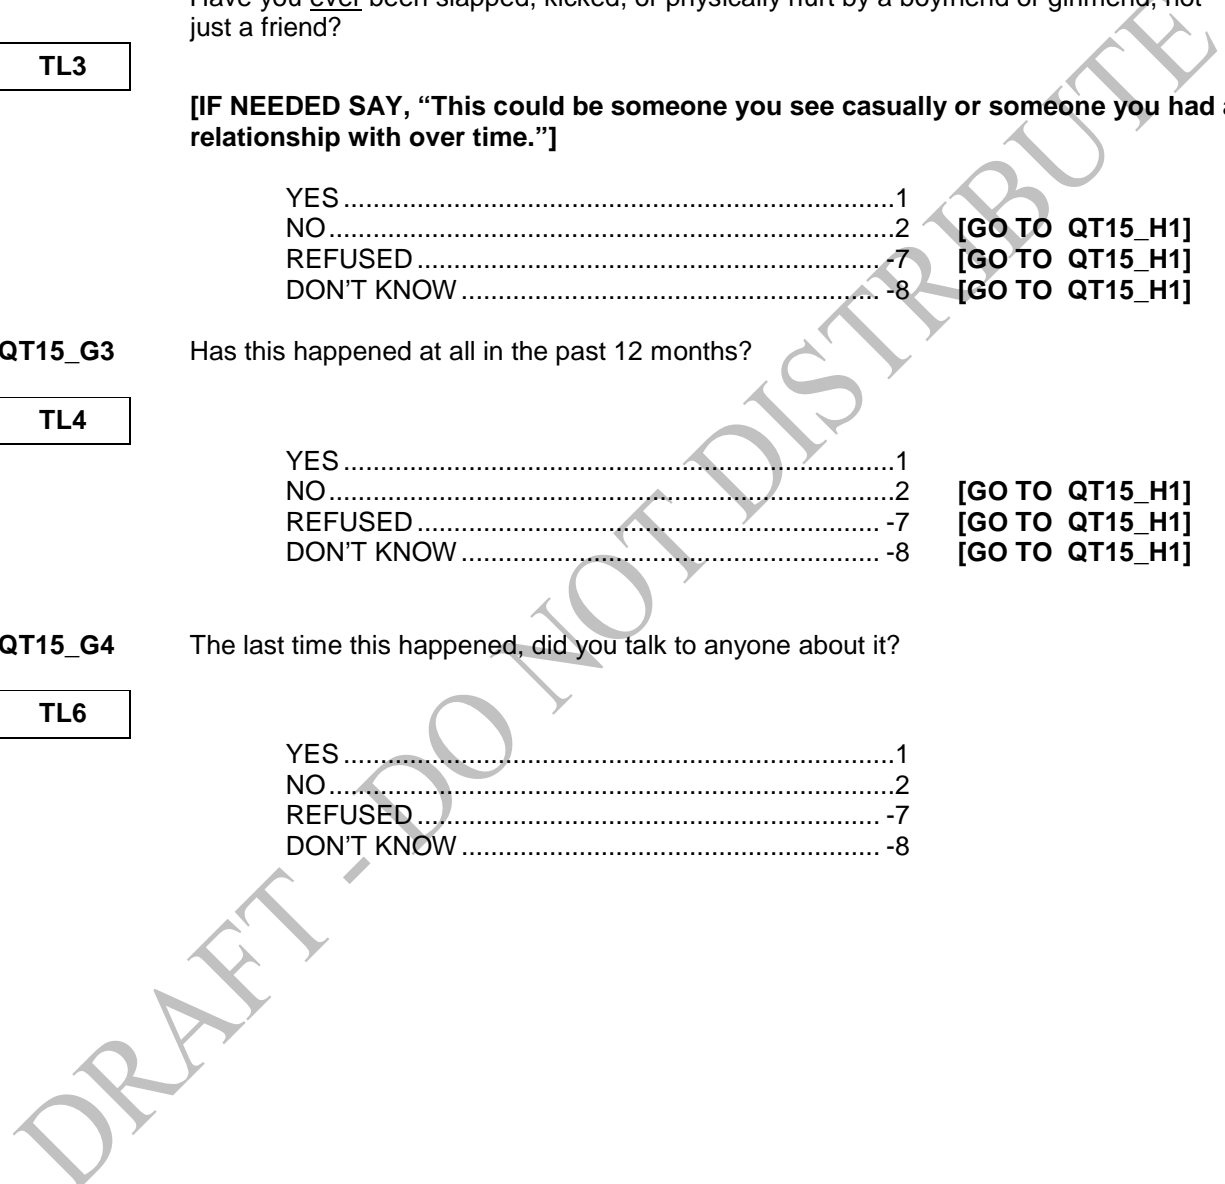 Have you ever been slapped, kicked, or physically hurt by a boyfriend or girlfriend, not
just a friend?
TL3
[IF NEEDED SAY, “This could be someone you see casually or someone you had a
relationship with over time.”]
YES...........................................................................1
NO.............................................................................2 [GO TO QT15_H1]
REFUSED............................................................... -7 [GO TO QT15_H1]
DON’T KNOW......................................................... -8 [GO TO QT15_H1]
QT15_G3 Has this happened at all in the past 12 months?
TL4
YES...........................................................................1
NO.............................................................................2 [GO TO QT15_H1]
REFUSED............................................................... -7 [GO TO QT15_H1]
DON’T KNOW......................................................... -8 [GO TO QT15_H1]
QT15_G4 The last time this happened, did you talk to anyone about it?
TL6
YES...........................................................................1
NO.............................................................................2
REFUSED............................................................... -7
DON’T KNOW......................................................... -8
DRAFT - DO NOT DISTRIBUTE